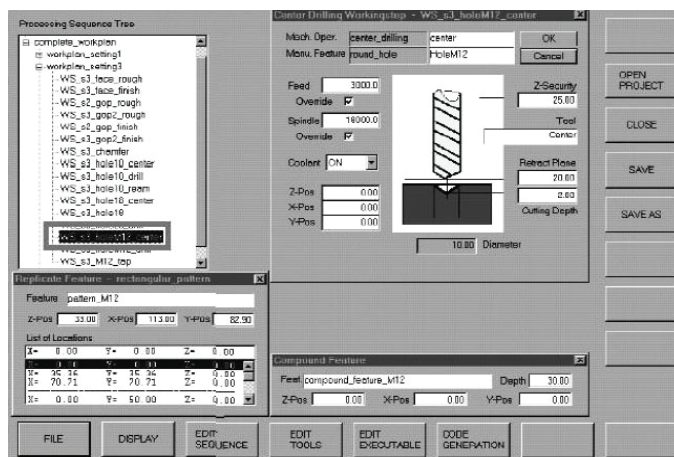 Processing Sequence Tree
complete_workplan
workplan_setting1
workplan_setting3
WS_s3_face_rough
WS_s3_face_finish
WS_s2_gop_rough
WS_s3_gop2_rough
WS_s2_gop_finish
WS_s3_gop2_finish
WS_s3_chamfer
WS_s3_hole10_center
WS_s3_hole10_drill
WS_s3_hole10_ream
WS_s3_hole18_center
WS_s3_hole18
WS_s3_M12_tap
Center Drilling Workingstep - WS_s3_holeM12_center
Mach. Oper. center_drilling center OK
Manu. Feature round_hole HoleM12 Cancel
Feed 3000.0
Override
Spindle 18000.0
Override
Coolant ON
Z-Pos 0.00
X-Pos 0.00
Y-Pos 0.00
Z-Security
25.00
Tool
Center
Retract Plane
20.00
2.00
Cutting Depth
10.00 Diameter
OPEN
PROJECT
CLOSE
SAVE
SAVE AS
Replicate Feature - rectangular_pattern
Feature pattern_M12
Z-Pos 33.00 X-Pos 113.00 Y-Pos 82.90
List of Locations
X= 0.00 Y= 0.00 Z= 0.00
X= 35.36 Y= 35.36 Z= 0.00
X= 70.71 Y= 70.71 Z= 0.00
X= 0.00 Y= 50.00 Z= 0.00
Compound Feature
Feat. compound_feature_M12 Depth 30.00
Z-Pos 0.00 X-Pos 0.00 Y-Pos 0.00
FILE
DISPLAY
EDIT
SEQUENCE
EDIT
TOOLS
EDIT
EXECUTABLE
CODE
GENERATION